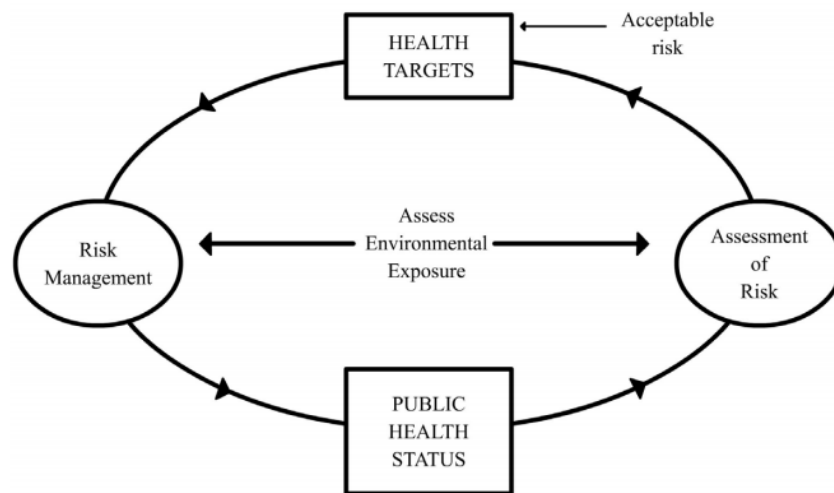 HEALTH
TARGETS
Acceptable
risk
Risk
Management
Assess
Environmental
Exposure
Assessment
of
Risk
PUBLIC
HEALTH
STATUS